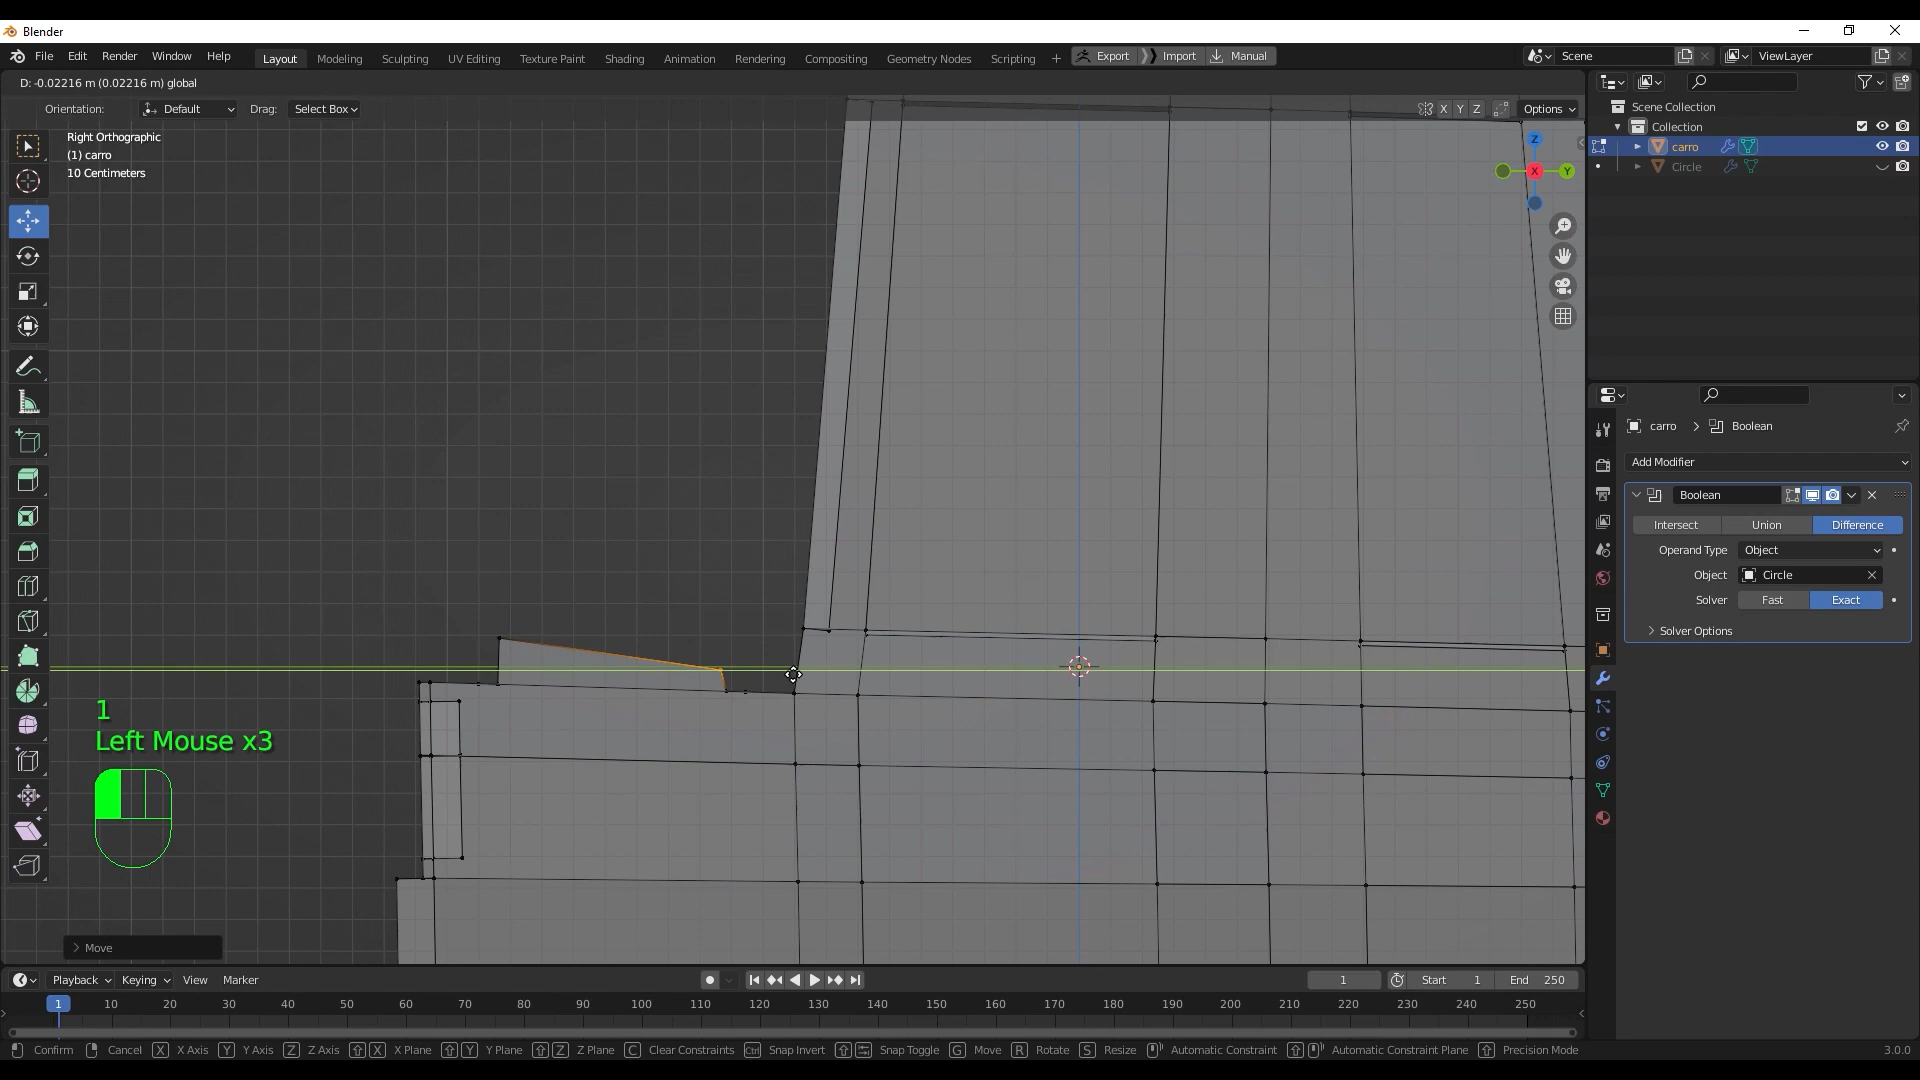 Blender
File Edit Render Window Help Layout Modeling Sculpting UV Editing Texture Paint Shading Animation Rendering Compositing Geometry Nodes Scripting + Export Import Manual Scene ViewLayer
D: -0.02216 m (0.02216 m) global
Orientation: Default Drag: Select Box X Y Z Options
Right Orthographic
(1) carro
10 Centimeters
Z
X
Y
Scene Collection
Collection
carro
Circle
carro > Boolean
Add Modifier
Boolean
Intersect Union Difference
Operand Type Object
Object Circle
Solver Fast Exact
Solver Options
1
Left Mouse x3
Move
Playback Keying View Marker 1 Start 1 End 250
1 10 20 30 40 50 60 70 80 90 100 110 120 130 140 150 160 170 180 190 200 210 220 230 240 250
Confirm Cancel X X Axis Y Y Axis Z Z Axis X X Plane Y Y Plane Z Z Plane C Clear Constraints Ctrl Snap Invert Snap Toggle G Move R Rotate S Resize Automatic Constraint Automatic Constraint Plane Precision Mode 3.0.0